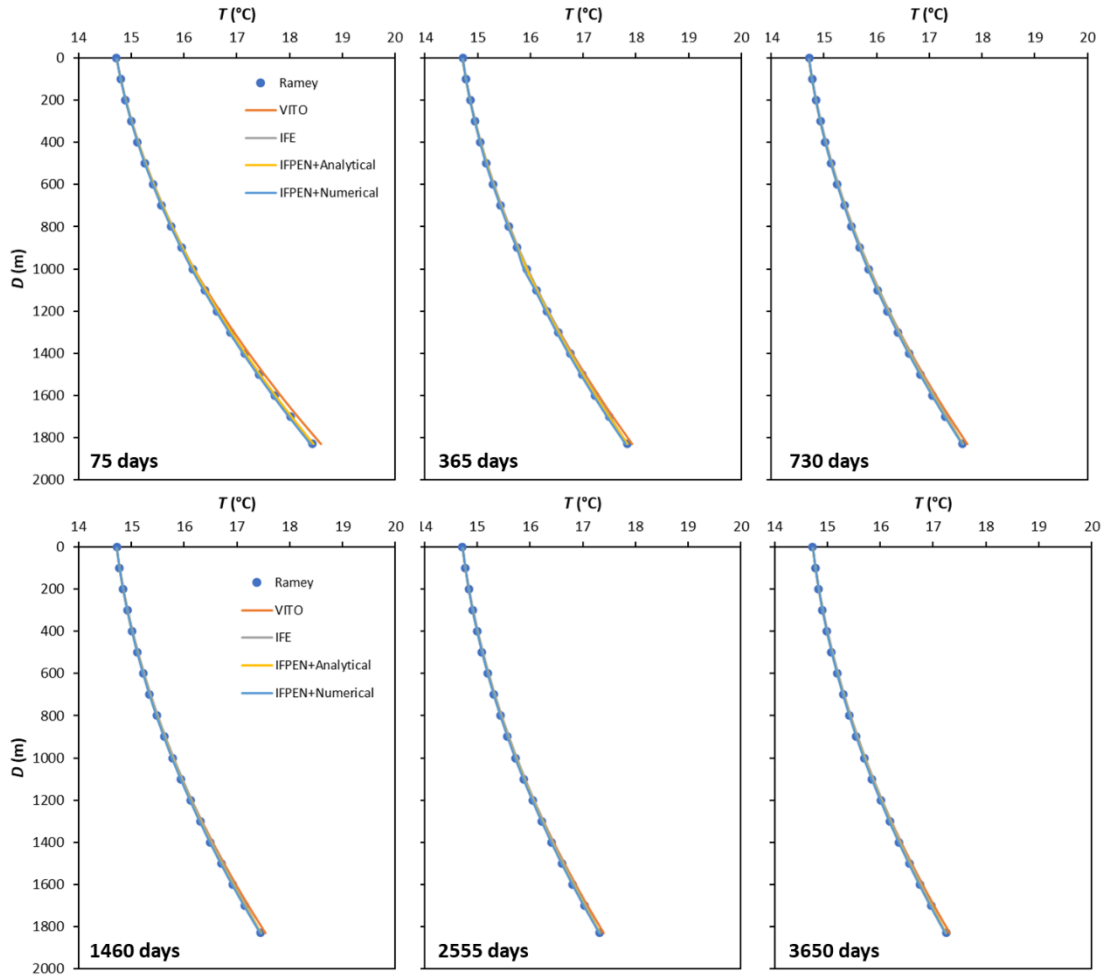 T (°C)
14 15 16 17 18 19 20
0
200
400
600
800
1000
1200
1400
1600
1800
2000
D (m)
Ramey
VITO
IFE
IFPEN+Analytical
IFPEN+Numerical
75 days
T (°C)
14 15 16 17 18 19 20
365 days
T (°C)
14 15 16 17 18 19 20
730 days
T (°C)
14 15 16 17 18 19 20
0
200
400
600
800
1000
1200
1400
1600
1800
2000
D (m)
Ramey
VITO
IFE
IFPEN+Analytical
IFPEN+Numerical
1460 days
T (°C)
14 15 16 17 18 19 20
2555 days
T (°C)
14 15 16 17 18 19 20
3650 days